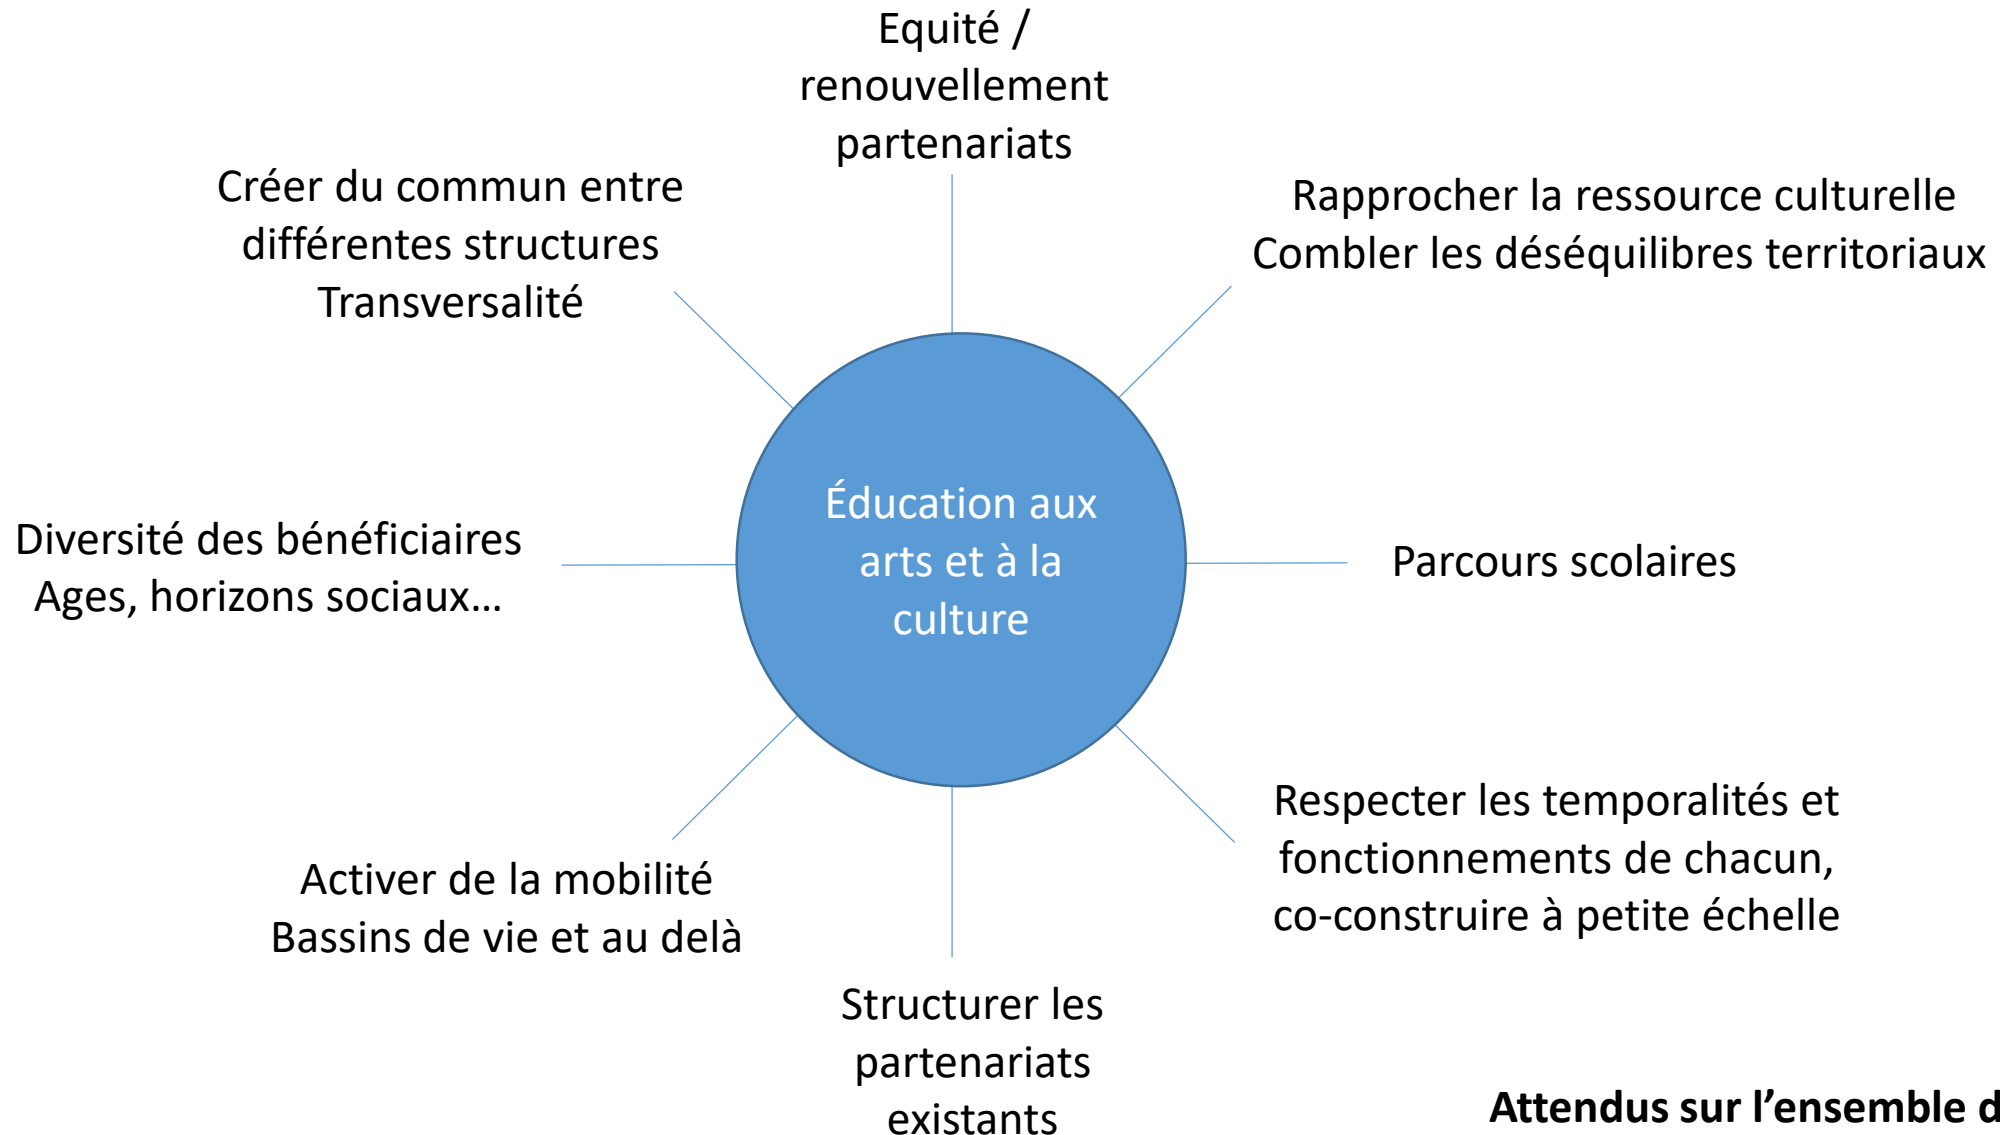 Equité /
renouvellement
partenariats
Créer du commun entre
différentes structures
Transversalité
Rapprocher la ressource culturelle
Combler les déséquilibres territoriaux
Éducation aux
arts et à la
culture
Diversité des bénéficiaires
Ages, horizons sociaux…
Parcours scolaires
Activer de la mobilité
Bassins de vie et au delà
Respecter les temporalités et
fonctionnements de chacun,
co-construire à petite échelle
Structurer les
partenariats
existants
Attendus sur l’ensemble d